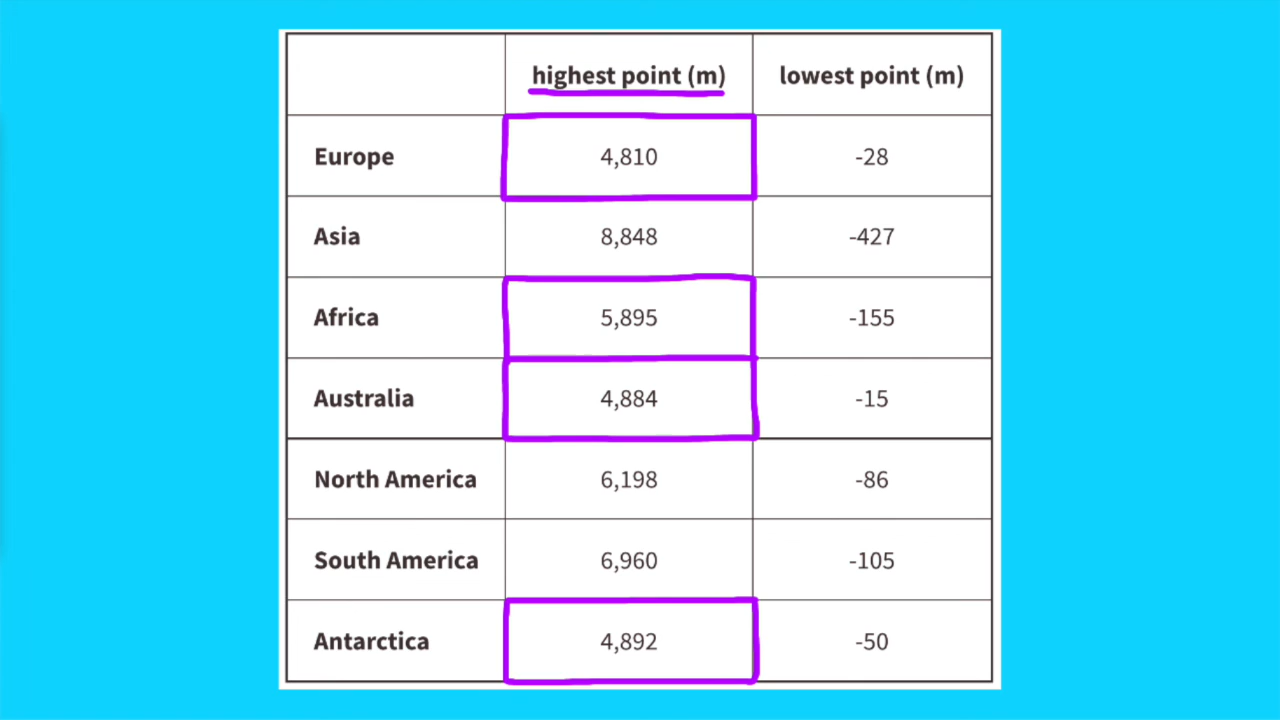 highest point (m) lowest point (m)
Europe 4,810 -28
Asia 8,848 -427
Africa 5,895 -155
Australia 4,884 -15
North America 6,198 -86
South America 6,960 -105
Antarctica 4,892 -50